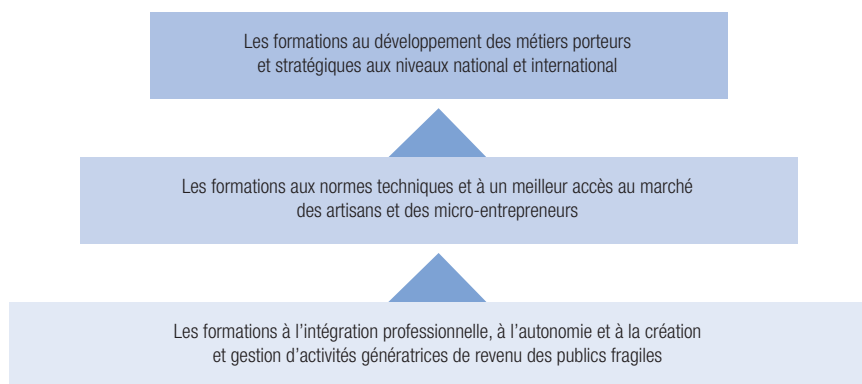 Les formations au développement des métiers porteurs
et stratégiques aux niveaux national et international
Les formations aux normes techniques et à un meilleur accès au marché
des artisans et des micro-entrepreneurs
Les formations à l'intégration professionnelle, à l'autonomie et à la création
et gestion d'activités génératrices de revenu des publics fragiles